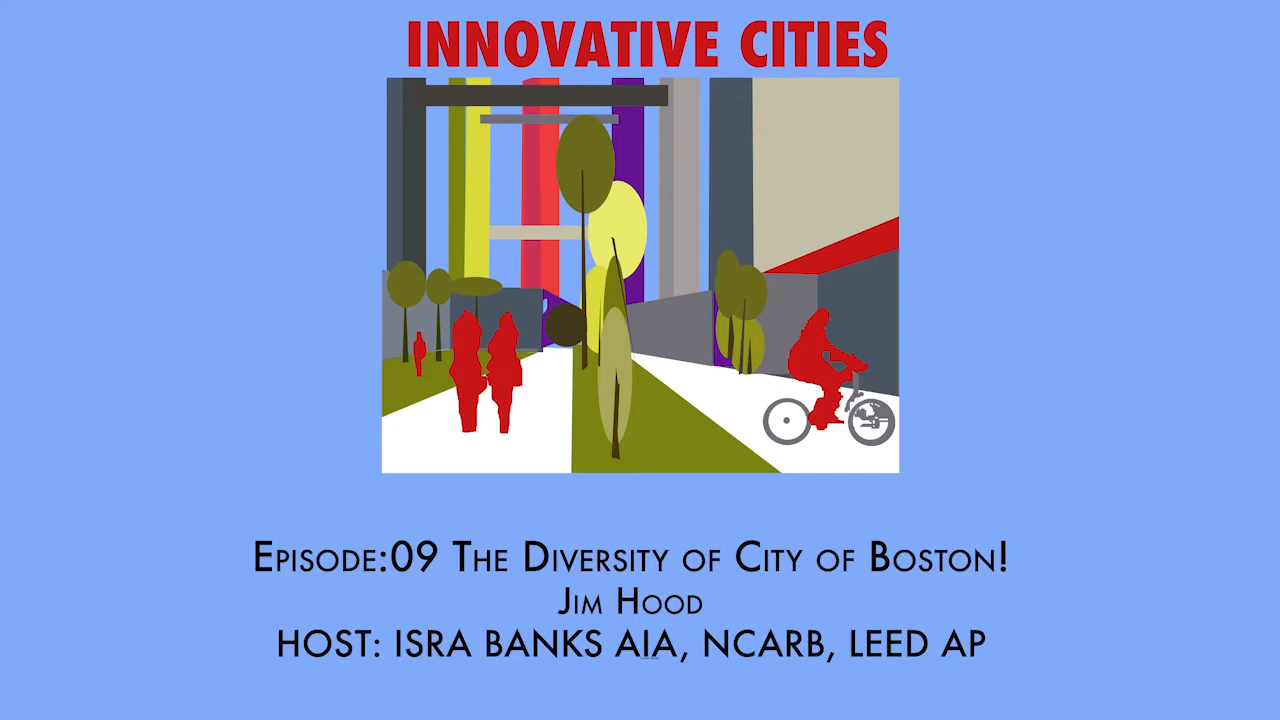 INNOVATIVE CITIES
Episode:09 The Diversity of City of Boston!
Jim Hood
HOST: ISRA BANKS AIA, NCARB, LEED AP